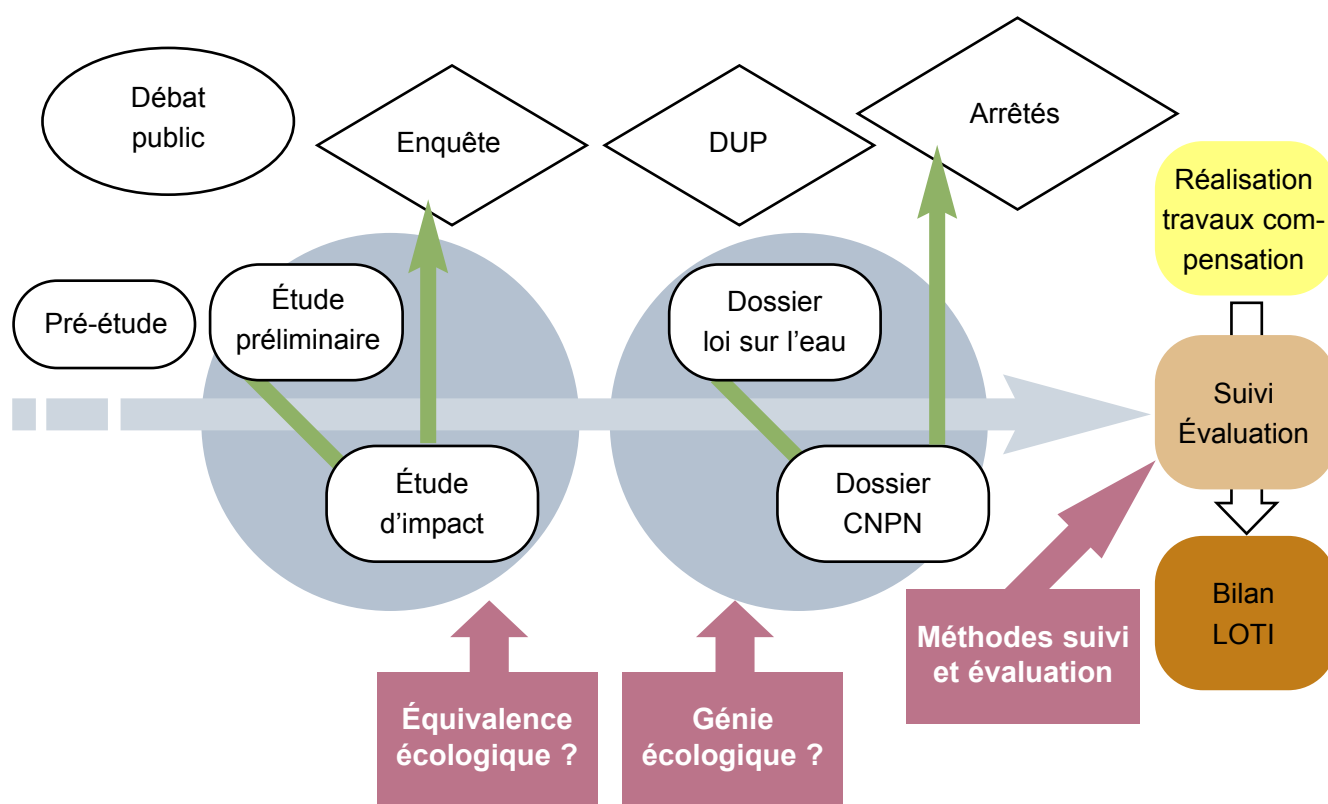 Débat
public
Enquête
DUP
Arrêtés
Réalisation
travaux com-
pensation
Pré-étude
Étude
préliminaire
Dossier
loi sur l'eau
Suivi
Évaluation
Étude
d'impact
Dossier
CNPN
Bilan
LOTI
Équivalence
écologique ?
Génie
écologique ?
Méthodes suivi
et évaluation